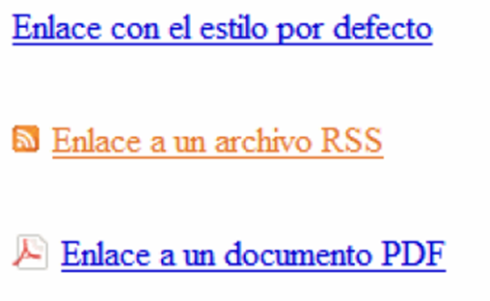 Enlace con el estilo por defecto
Enlace a un archivo RSS
Enlace a un documento PDF